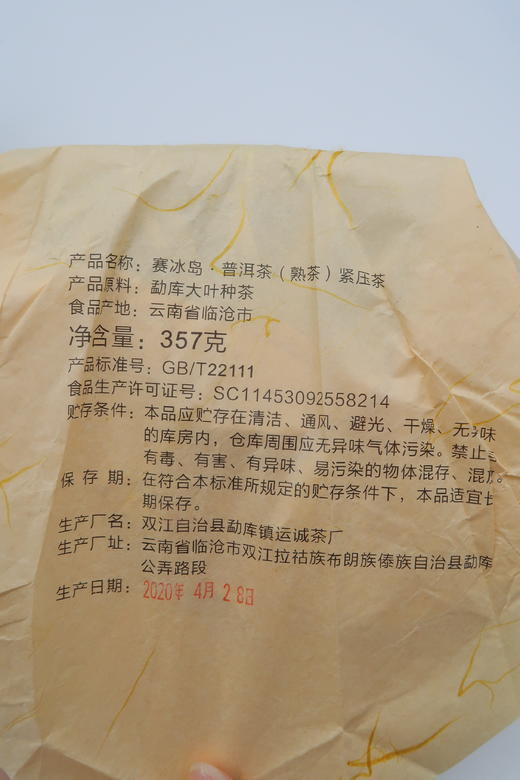 产品名称：赛冰岛·普洱茶（熟茶）紧压茶
产品原料：勐库大叶种茶
食品产地：云南省临沧市
净含量：357克
产品标准号：GB/T22111
食品生产许可证号：SC11453092558214
贮存条件：本品应贮存在清洁、通风、避光、干燥、无异味
的库房内，仓库周围应无异味气体污染。禁止
有毒、有害、有异味、易污染的物体混存、混
保存期：在符合本标准所规定的贮存条件下，本品适宜长
期保存。
生产厂名：双江自治县勐库镇运诚茶厂
生产厂址：云南省临沧市双江拉祜族布朗族傣族自治县勐库
公弄路段
生产日期：2020年4月28日